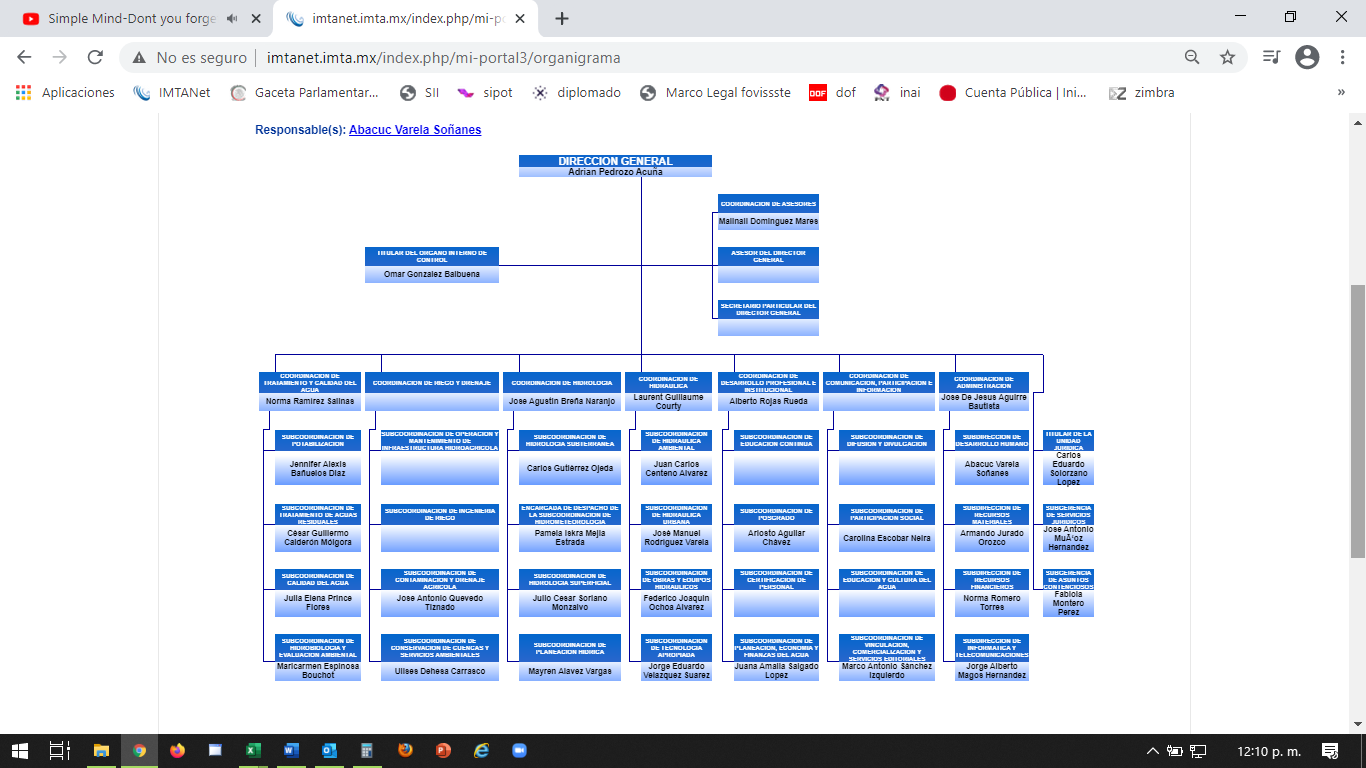 Simple Mind-Dont you forge
imtanet.imta.mx/index.php/mi-po
No es seguro
imtanet.imta.mx/index.php/mi-portal3/organigrama
Aplicaciones
IMTANet
Gaceta Parlamentar...
SII
sipot
diplomado
Marco Legal fovissste
DOF
dof
inai
Cuenta Pública | Ini...
zimbra
»
Responsable(s): Abacuc Varela Soñanes
DIRECCION GENERAL
Adrian Pedrozo Acuña
COORDINACION DE ASESORES
Malinali Dominguez Mares
TITULAR DEL ORGANO INTERNO DE
CONTROL
Omar Gonzalez Balbuena
ASESOR DEL DIRECTOR
GENERAL
SECRETARIO PARTICULAR DEL
DIRECTOR GENERAL
COORDINACION DE
TRATAMIENTO Y CALIDAD DEL
AGUA
Norma Ramirez Salinas
COORDINACION DE RIEGO Y DRENAJE
COORDINACION DE HIDROLOGIA
Jose Agustin Breña Naranjo
COORDINACION DE
HIDRAULICA
Laurent Guillaume
Courty
COORDINACION DE
DESARROLLO PROFESIONAL E
INSTITUCIONAL
Alberto Rojas Rueda
COORDINACION DE
COMUNICACION, PARTICIPACION E
INFORMACION
COORDINACION DE
ADMINISTRACION
Jose De Jesus Aguirre
Bautista
SUBCOORDINACION DE
POTABILIZACION
Jennifer Alexis
Bañuelos Diaz
SUBCOORDINACION DE OPERACION Y
MANTENIMIENTO DE
INFRAESTRUCTURA HIDROAGRICOLA
SUBCOORDINACION DE
HIDROLOGIA SUBTERRANEA
Carlos Gutierrez Ojeda
SUBCOORDINACION
DE HIDRAULICA
AMBIENTAL
Juan Carlos
Centeno Alvarez
SUBCOORDINACION DE
EDUCACION CONTINUA
SUBCOORDINACION DE
DIFUSION Y DIVULGACION
SUBDIRECCION DE
DESARROLLO HUMANO
Abacuc Varela
Soñanes
TITULAR DE LA
UNIDAD
JURIDICA
Carlos
Eduardo
Solorzano
Lopez
SUBCOORDINACION DE
TRATAMIENTO DE AGUAS
RESIDUALES
César Guillermo
Calderón Mólgora
SUBCOORDINACION DE INGENIERIA
DE RIEGO
ENCARGADA DE DESPACHO DE
LA SUBCOORDINACION DE
HIDROMETEOROLOGIA
Pamela Iskra Mejia
Estrada
SUBCOORDINACION
DE HIDRAULICA
URBANA
José Manuel
Rodriguez Varela
SUBCOORDINACION DE
POSGRADO
Ariosto Aguilar
Chávez
SUBCOORDINACION DE
PARTICIPACION SOCIAL
Carolina Escobar Neira
SUBDIRECCION DE
RECURSOS
MATERIALES
Armando Jurado
Orozco
SUBGERENCIA
DE SERVICIOS
JURIDICOS
Jose Antonio
MuÃ‘oz
Hernandez
SUBCOORDINACION DE
CALIDAD DEL AGUA
Julia Elena Prince
Flores
SUBCOORDINACION DE
CONTAMINACION Y DRENAJE
AGRICOLA
Jose Antonio Quevedo
Tiznado
SUBCOORDINACION DE
HIDROLOGIA SUPERFICIAL
Julio Cesar Soriano
Monzalvo
SUBCOORDINACION
DE OBRAS Y EQUIPOS
HIDRAULICOS
Federico Joaquin
Ochoa Alvarez
SUBCOORDINACION DE
CERTIFICACION DE
PERSONAL
SUBCOORDINACION DE
EDUCACION Y CULTURA DEL
AGUA
SUBDIRECCION DE
RECURSOS
FINANCIEROS
Norma Romero
Torres
SUBGERENCIA
DE ASUNTOS
CONTENCIOSOS
Fabiola
Montero
Perez
SUBCOORDINACION DE
HIDROBIOLOGIA Y
EVALUACION AMBIENTAL
Maricarmen Espinosa
Bouchot
SUBCOORDINACION DE
CONSERVACION DE CUENCAS Y
SERVICIOS AMBIENTALES
Ulises Dehesa Carrasco
SUBCOORDINACION DE
PLANEACION HIDRICA
Mayren Alavez Vargas
SUBCOORDINACION
DE TECNOLOGIA
APROPIADA
Jorge Eduardo
Velazquez Suarez
SUBCOORDINACION DE
PLANEACION, ECONOMIA Y
FINANZAS DEL AGUA
Juana Amalia Salgado
Lopez
SUBCOORDINACION DE
VINCULACION,
COMERCIALIZACION Y
SERVICIOS EDITORIALES
Marco Antonio Sánchez
Izquierdo
SUBDIRECCION DE
INFORMATICA Y
TELECOMUNICACIONES
Jorge Alberto
Magos Hernandez
12:10 p. m.